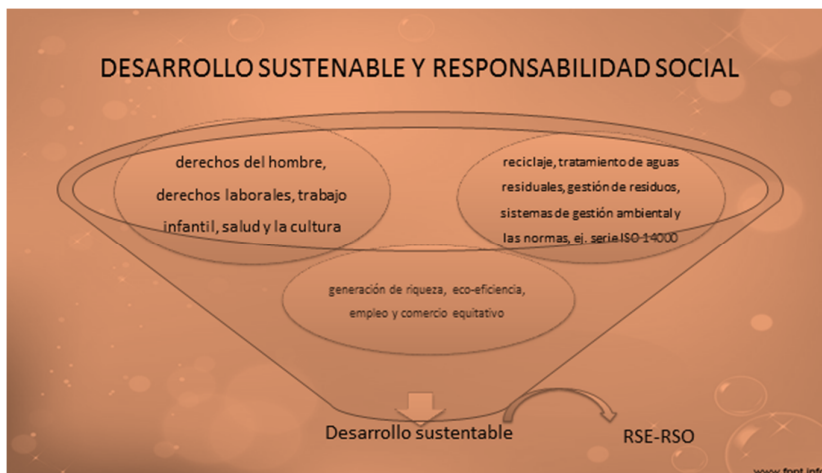 DESARROLLO SUSTENABLE Y RESPONSABILIDAD SOCIAL
derechos del hombre,
derechos laborales, trabajo
infantil, salud y la cultura
reciclaje, tratamiento de aguas
residuales, gestión de residuos,
sistemas de gestión ambiental y
las normas, ej. serie ISO 14000
generación de riqueza, eco-eficiencia,
empleo y comercio equitativo
Desarrollo sustentable
RSE-RSO